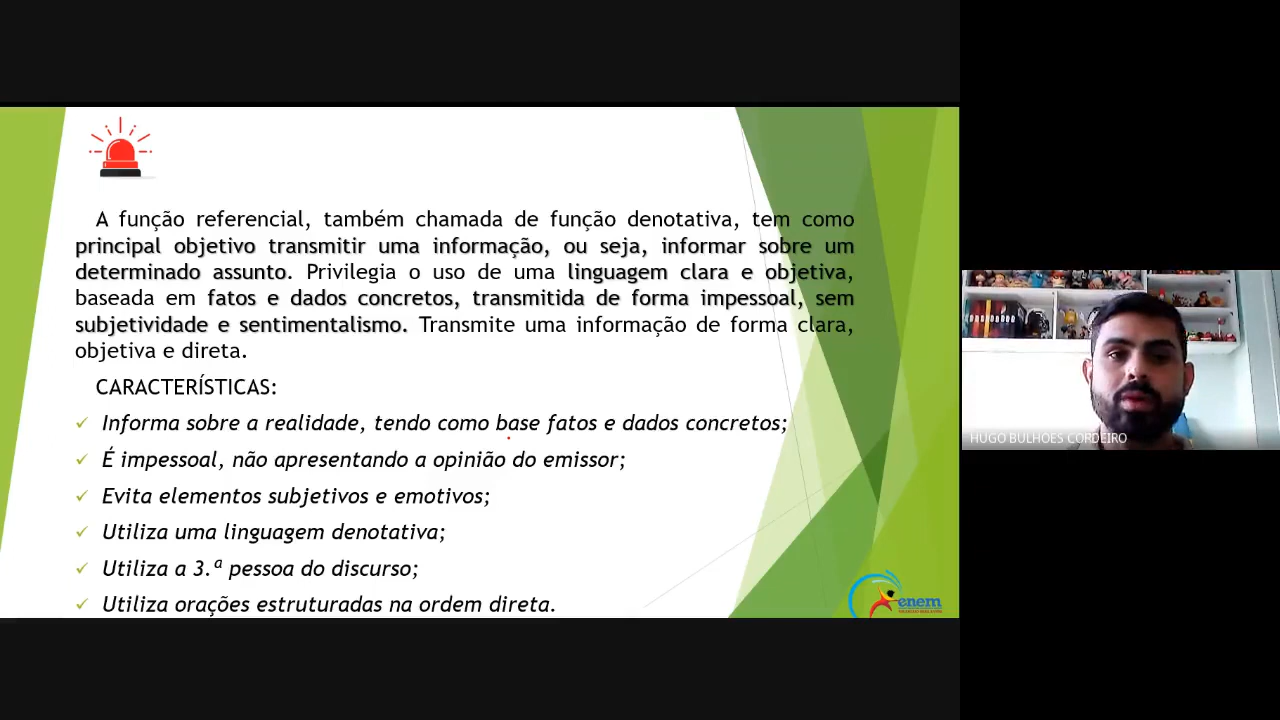 A função referencial, também chamada de função denotativa, tem como
principal objetivo transmitir uma informação, ou seja, informar sobre um
determinado assunto. Privilegia o uso de uma linguagem clara e objetiva,
baseada em fatos e dados concretos, transmitida de forma impessoal, sem
subjetividade e sentimentalismo. Transmite uma informação de forma clara,
objetiva e direta.
CARACTERÍSTICAS:
Informa sobre a realidade, tendo como base fatos e dados concretos;
É impessoal, não apresentando a opinião do emissor;
Evita elementos subjetivos e emotivos;
Utiliza uma linguagem denotativa;
Utiliza a 3.ª pessoa do discurso;
Utiliza orações estruturadas na ordem direta.
enem
HUGO BULHOES CORDEIRO